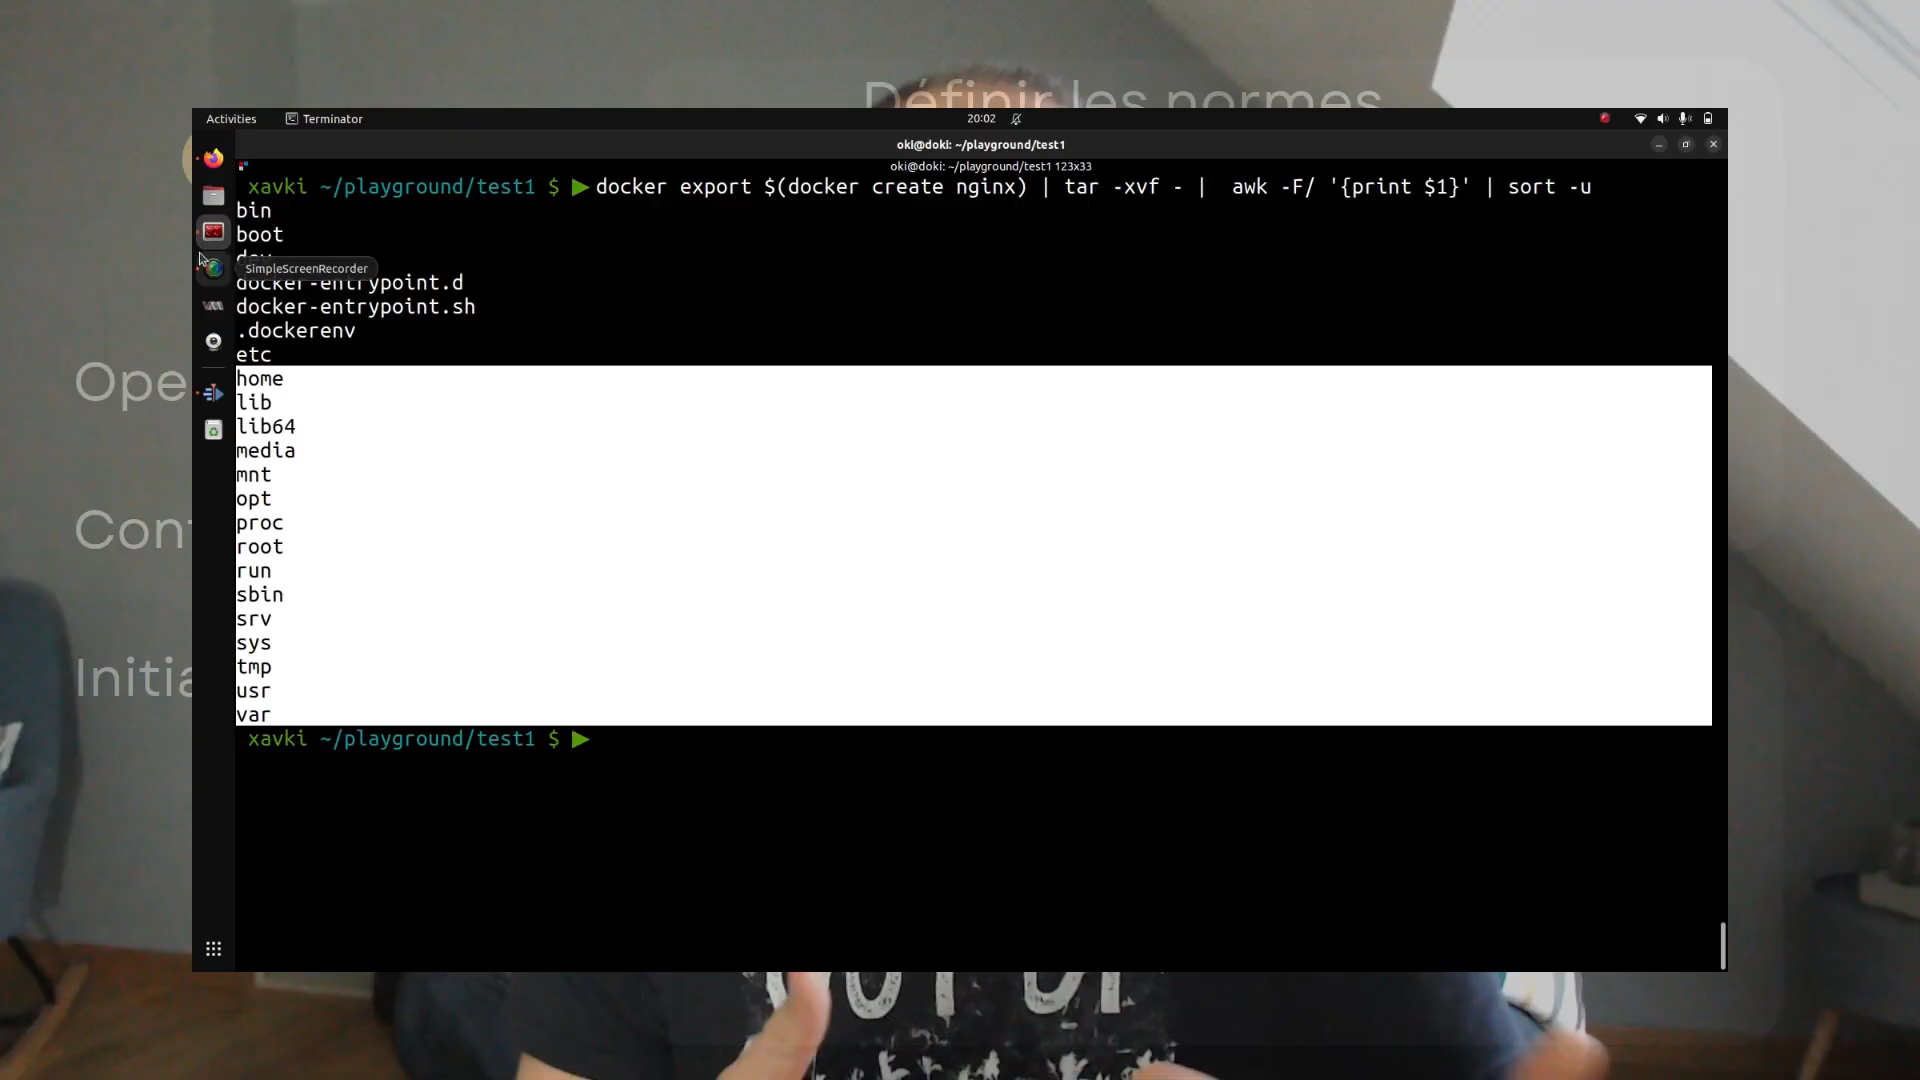 Définir les normes
Activities
Terminator
20:02
oki@doki: ~/playground/test1
oki@doki: ~/playground/test1 123x33
xavki ~/playground/test1 $ ▶docker export $(docker create nginx) | tar -xvf - |  awk -F/ '{print $1}' | sort -u
bin
boot
SimpleScreenRecorder
docker-entrypoint.d
docker-entrypoint.sh
.dockerenv
etc
home
lib
lib64
media
mnt
opt
proc
root
run
sbin
srv
sys
tmp
usr
var
xavki ~/playground/test1 $ ▶